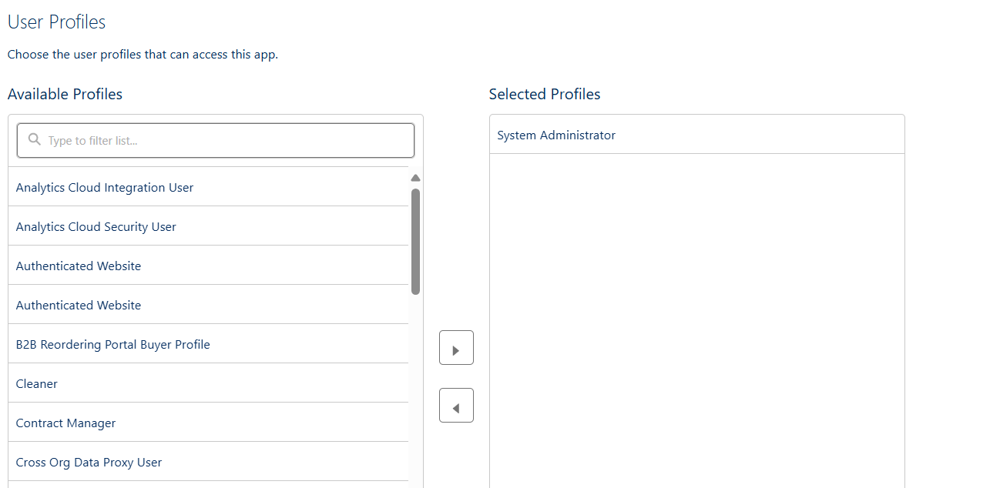 User Profiles
Choose the user profiles that can access this app.
Available Profiles
Selected Profiles
Type to filter list...
System Administrator
Analytics Cloud Integration User
Analytics Cloud Security User
Authenticated Website
Authenticated Website
B2B Reordering Portal Buyer Profile
Cleaner
Contract Manager
Cross Org Data Proxy User